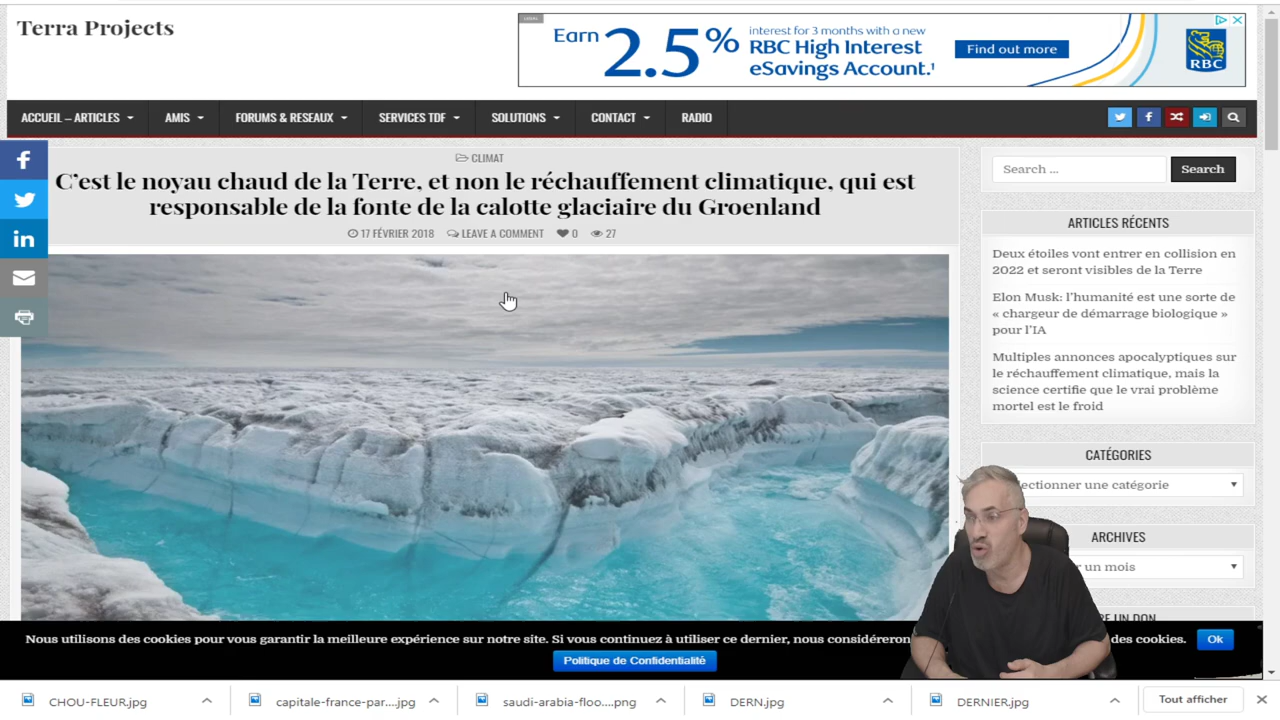 Terra Projects
Earn 2.5% interest for 3 months with a new
RBC High Interest
eSavings Account.¹
Find out more
RBC
ACCUEIL – ARTICLES
AMIS
FORUMS & RESEAUX
SERVICES TDF
SOLUTIONS
CONTACT
RADIO
CLIMAT
C'est le noyau chaud de la Terre, et non le réchauffement climatique, qui est
responsable de la fonte de la calotte glaciaire du Groenland
17 FÉVRIER 2018 LEAVE A COMMENT 0 27
Search ...
Search
ARTICLES RÉCENTS
Deux étoiles vont entrer en collision en
2022 et seront visibles de la Terre
Elon Musk: l'humanité est une sorte de
« chargeur de démarrage biologique »
pour l'IA
Multiples annonces apocalyptiques sur
le réchauffement climatique, mais la
science certifie que le vrai problème
mortel est le froid
CATÉGORIES
une catégorie
ARCHIVES
un mois
UN DON
Nous utilisons des cookies pour vous garantir la meilleure expérience sur notre site. Si vous continuez à utiliser ce dernier, nous des cookies.
Ok
Politique de Confidentialité
CHOU-FLEUR.jpg
capitale-france-par....jpg
saudi-arabia-floo....png
DERN.jpg
DERNIER.jpg
Tout afficher